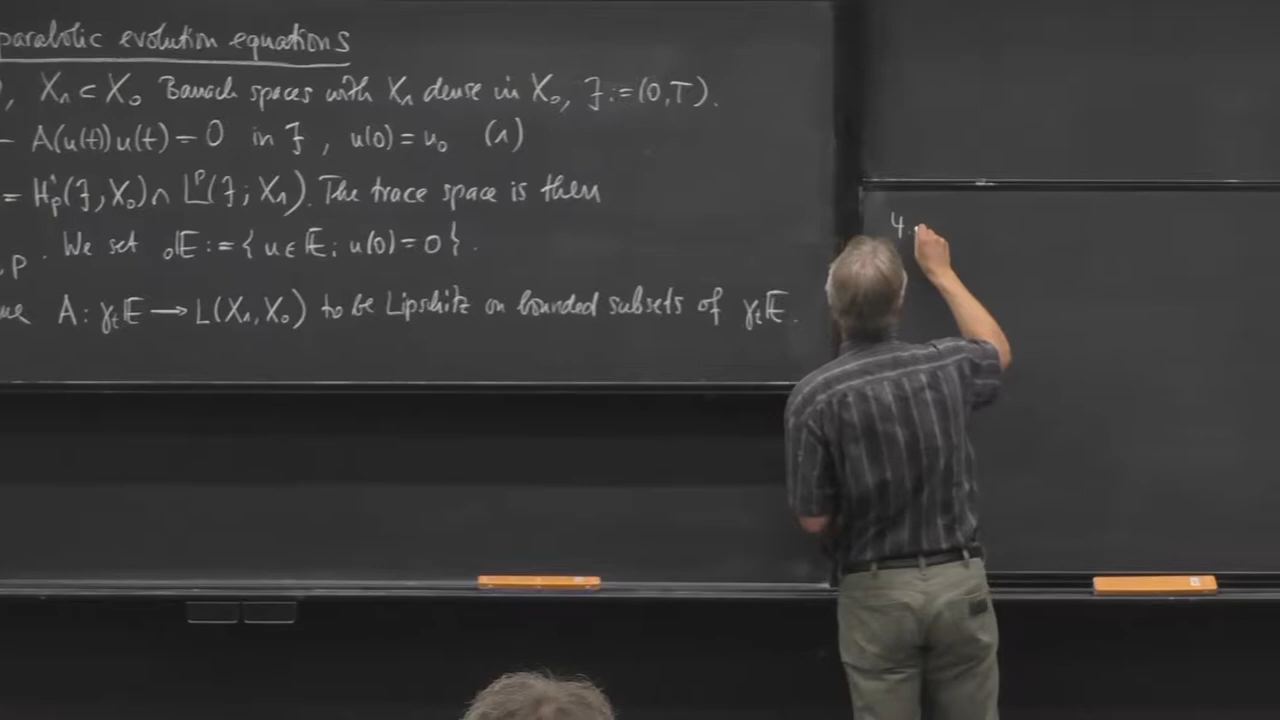 parabolic evolution equations
), X₁ ⊂ X₀ Banach spaces with X₁ dense in X₀, J := (0,T).
– A(u(t))u(t) = 0 in J, u(0) = u₀ (1)
= H¹ₚ(J, X₀) ∩ Lᵖ(J; X₁). The trace space is then
,p. We set ₀𝔼 := { u ∈ 𝔼; u(0) = 0 }.
A: γₜ𝔼 → L(X₁, X₀) to be Lipschitz on bounded subsets of γₜ𝔼.
4.